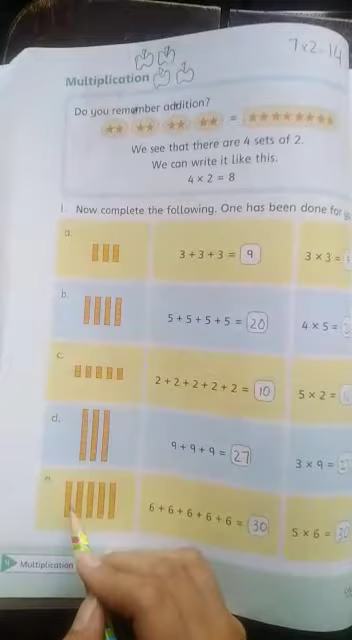 7 x 2 = 14
Multiplication
Do you remember addition?
=
We see that there are 4 sets of 2.
We can write it like this.
4 × 2 = 8
1. Now complete the following. One has been done for
a.
3 + 3 + 3 = 9
3 × 3 =
b.
5 + 5 + 5 + 5 = 20
4 × 5 =
c.
2 + 2 + 2 + 2 + 2 = 10
5 × 2 =
d.
9 + 9 + 9 = 27
3 × 9 = 27
e.
6 + 6 + 6 + 6 + 6 = 30
5 × 6 = 30
Multiplication